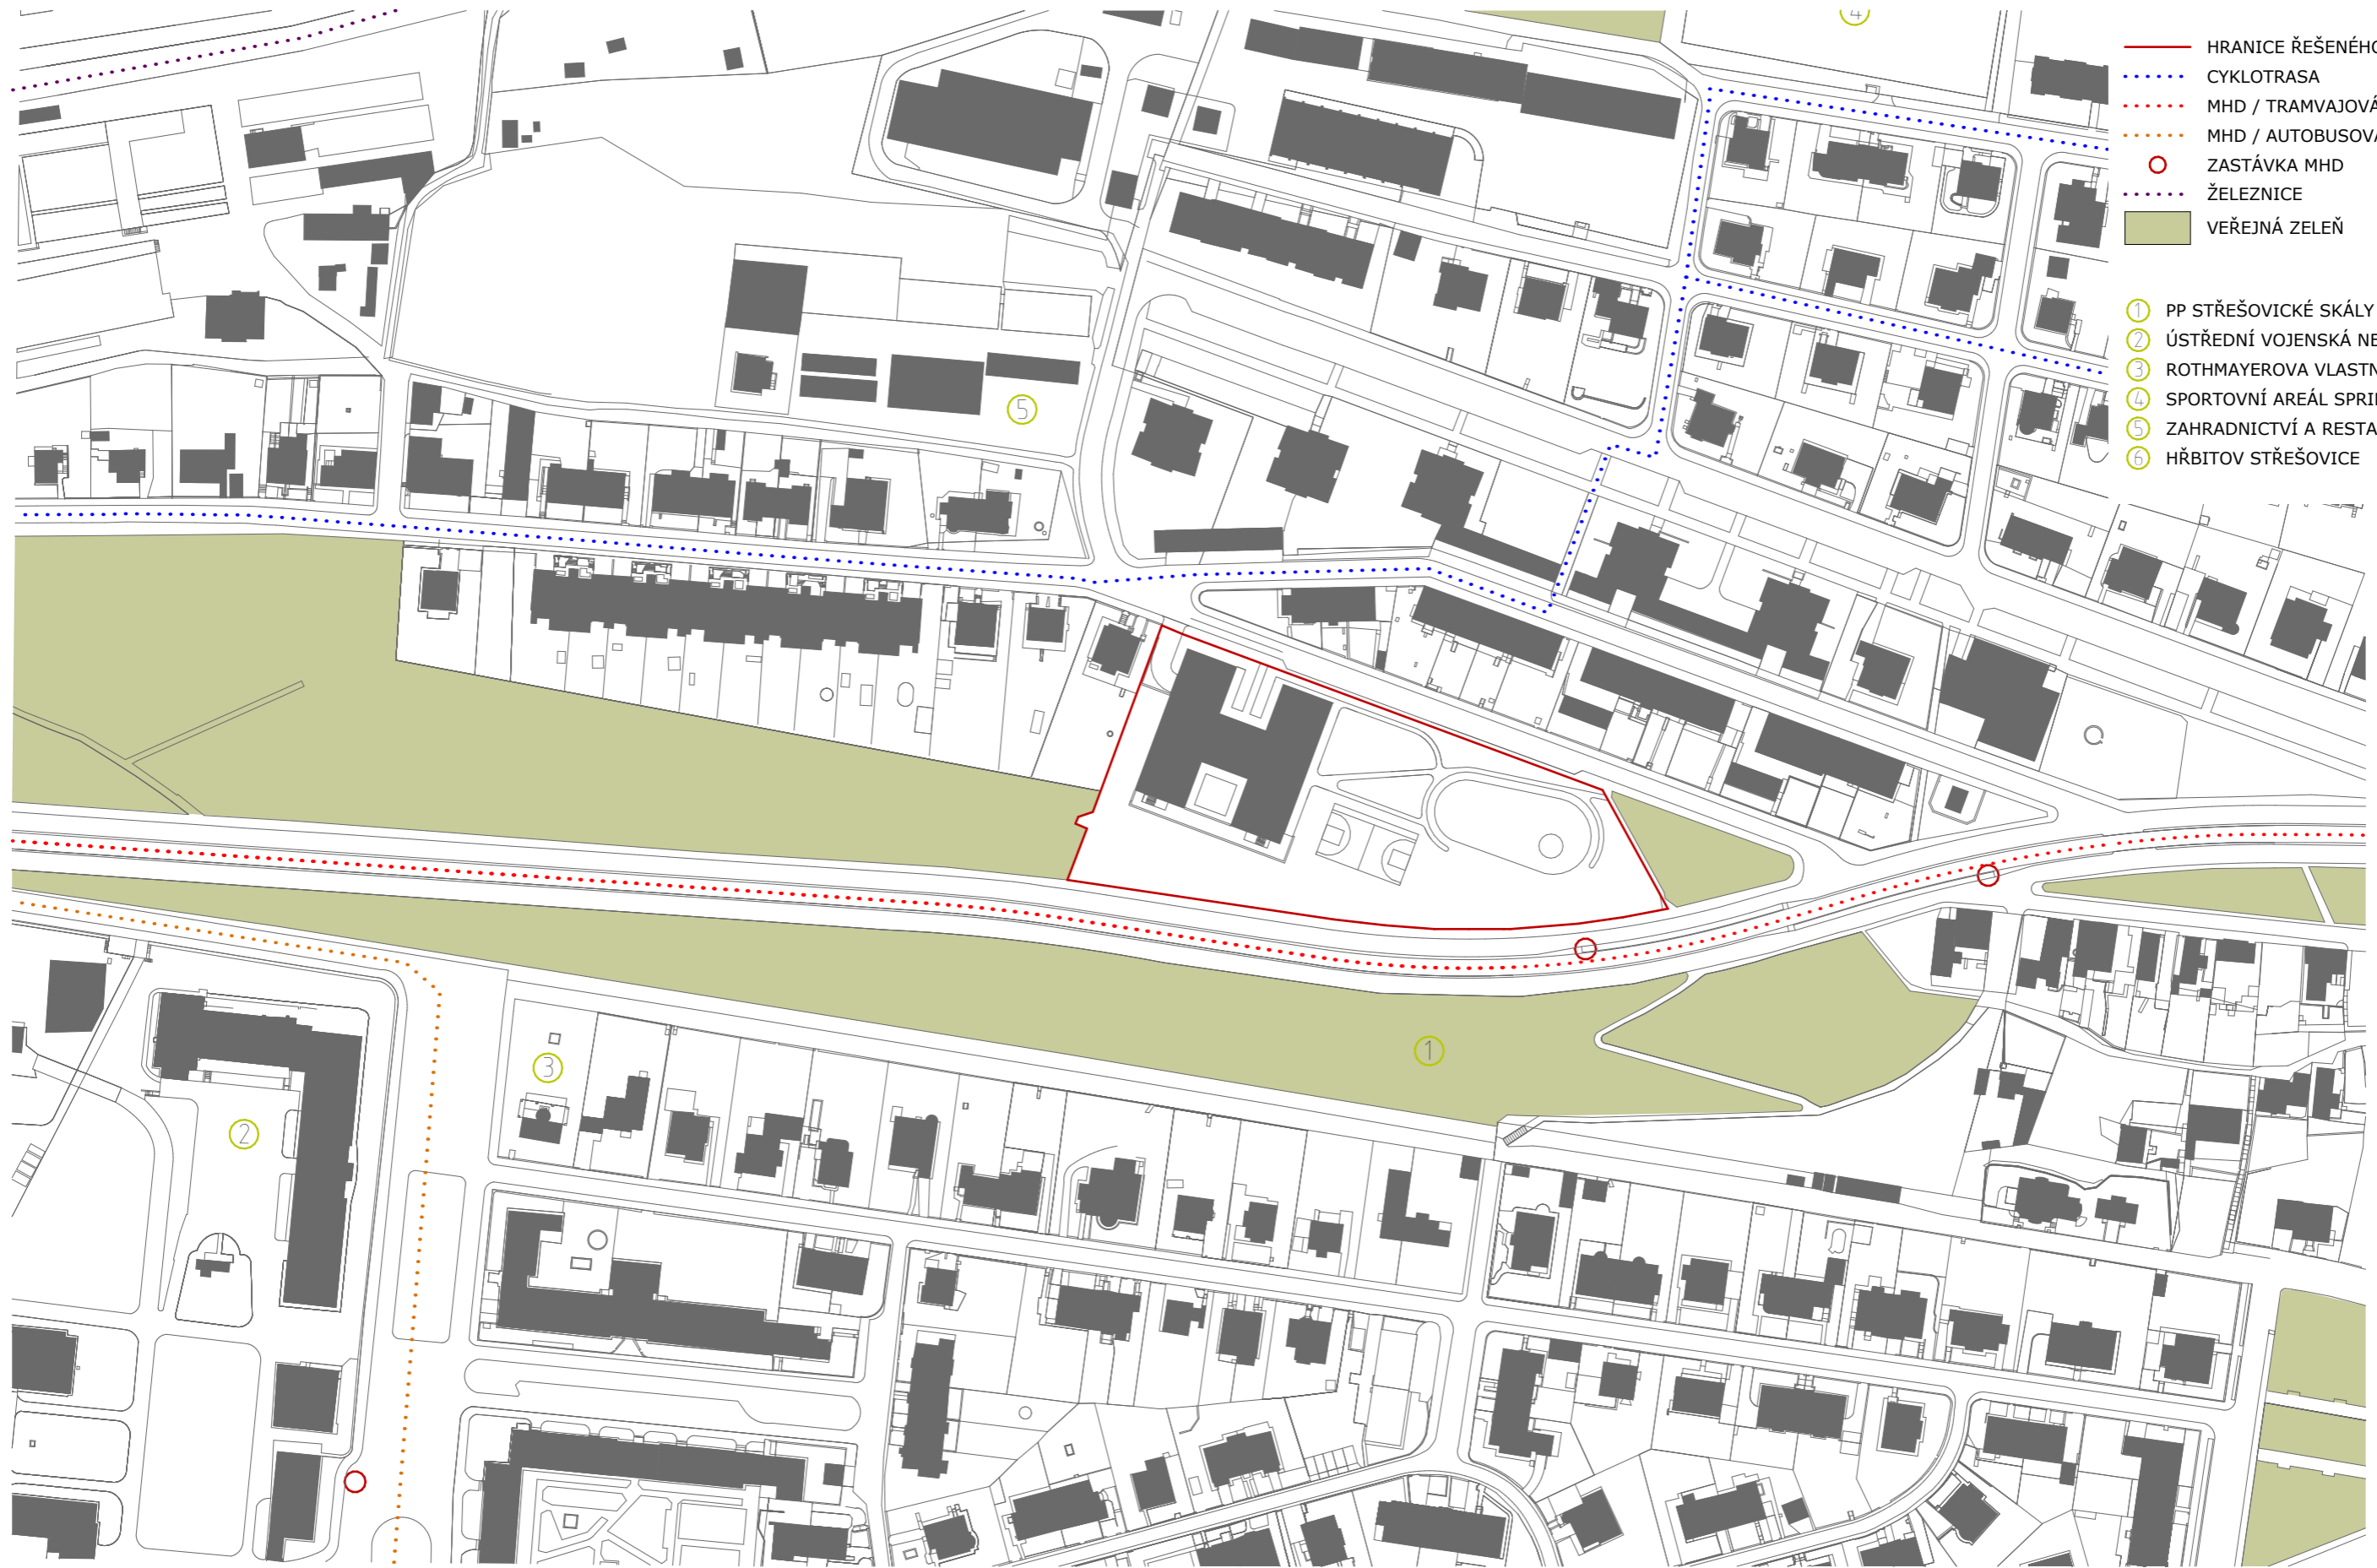 HRANICE ŘEŠENÉHO
CYKLOTRASA
MHD / TRAMVAJOVÁ
MHD / AUTOBUSOVÁ
ZASTÁVKA MHD
ŽELEZNICE
VEŘEJNÁ ZELEŇ
1 PP STŘEŠOVICKÉ SKÁLY
2 ÚSTŘEDNÍ VOJENSKÁ NE
3 ROTHMAYEROVA VLASTN
4 SPORTOVNÍ AREÁL SPRI
5 ZAHRADNICTVÍ A RESTA
6 HŘBITOV STŘEŠOVICE
4
5
1
3
2